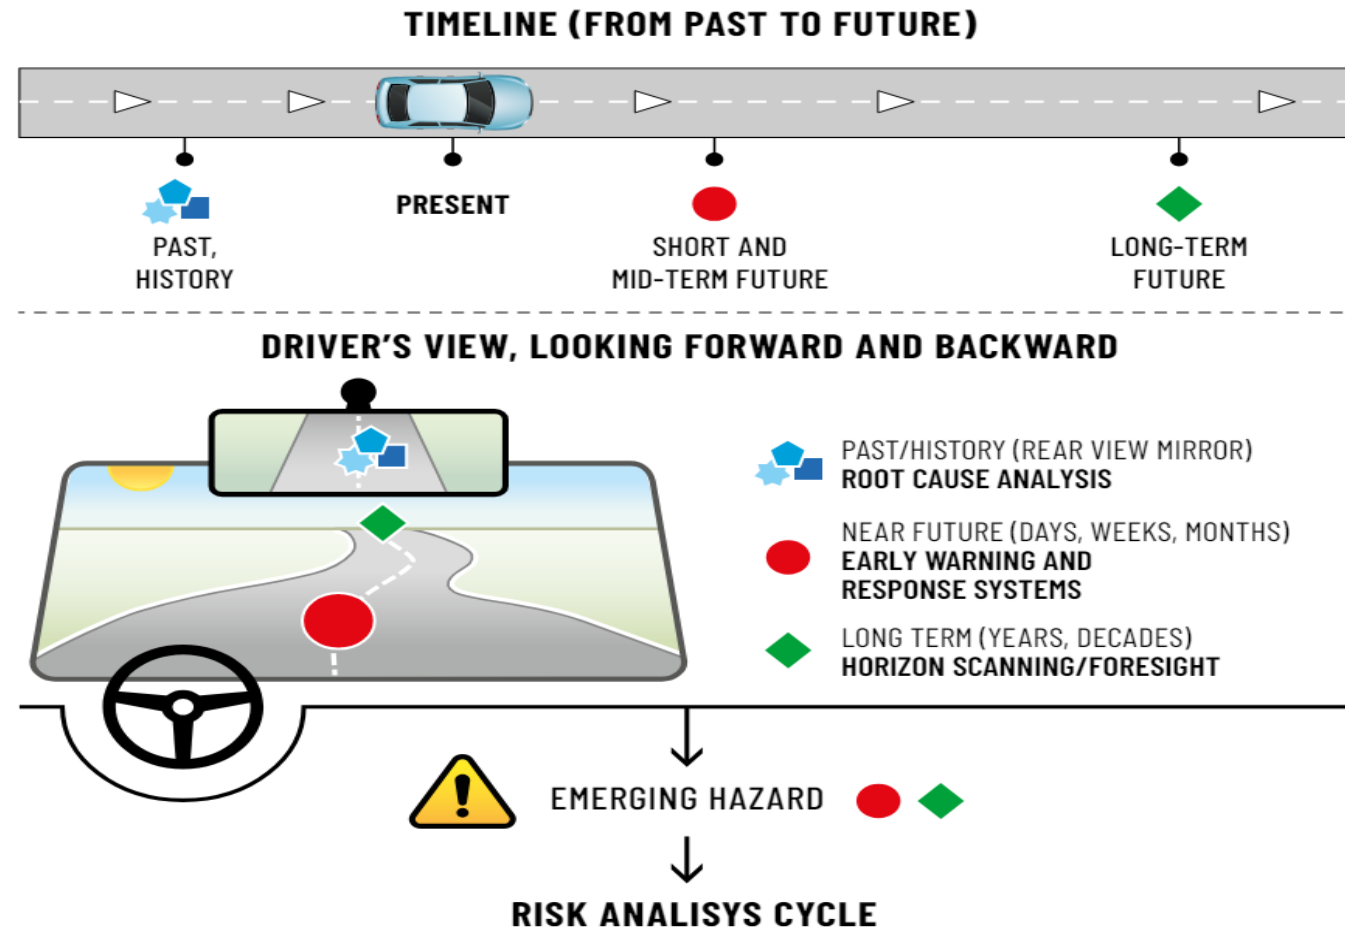 TIMELINE (FROM PAST TO FUTURE)
PAST,
HISTORY
PRESENT
SHORT AND
MID-TERM FUTURE
LONG-TERM
FUTURE
DRIVER'S VIEW, LOOKING FORWARD AND BACKWARD
PAST/HISTORY (REAR VIEW MIRROR)
ROOT CAUSE ANALYSIS
NEAR FUTURE (DAYS, WEEKS, MONTHS)
EARLY WARNING AND
RESPONSE SYSTEMS
LONG TERM (YEARS, DECADES)
HORIZON SCANNING/FORESIGHT
EMERGING HAZARD
RISK ANALISYS CYCLE